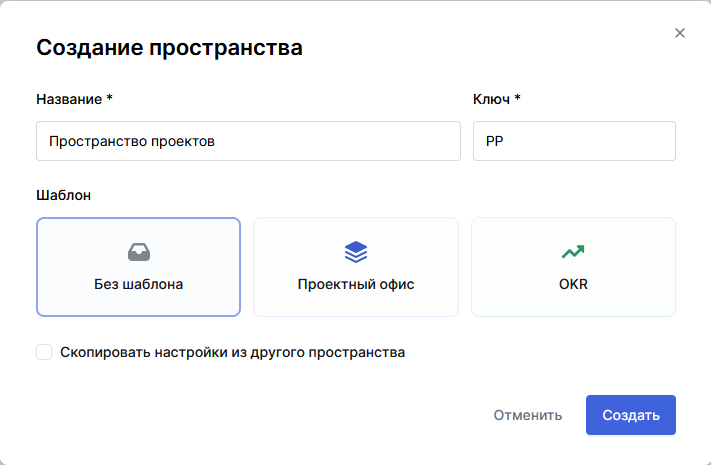 Создание пространства
Название *
Ключ *
Пространство проектов
PP
Шаблон
Без шаблона
Проектный офис
OKR
Скопировать настройки из другого пространства
Отменить
Создать